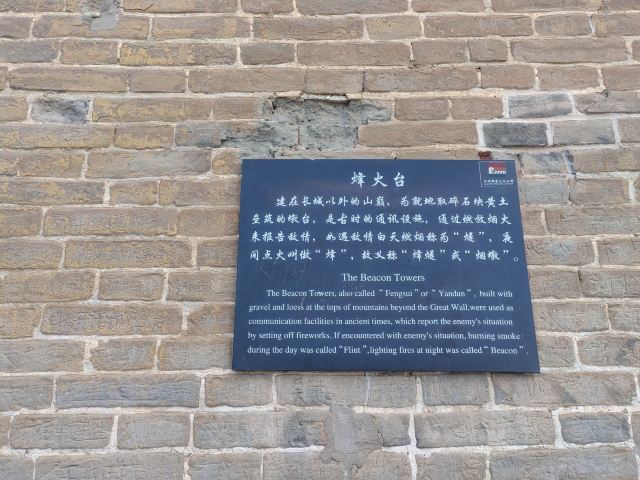 烽火台
建在长城以外的山巅，为就地取碎石块黄土
垒筑的墩台，是古时的通讯设施，通过燃放烟火
来报告敌情，如遇敌情白天燃烟称为“燧”，夜
间点火叫做“烽”，故又称“烽燧”或“烟墩”。
The Beacon Towers
The Beacon Towers, also called “Fengsui” or “Yandun”, built with
gravel and loess at the tops of mountains beyond the Great Wall,were used as
communication facilities in ancient times, which report the enemy's situation
by setting off fireworks. If encountered with enemy's situation, burning smoke
during the day was called “Flint”,lighting fires at night was called “Beacon”